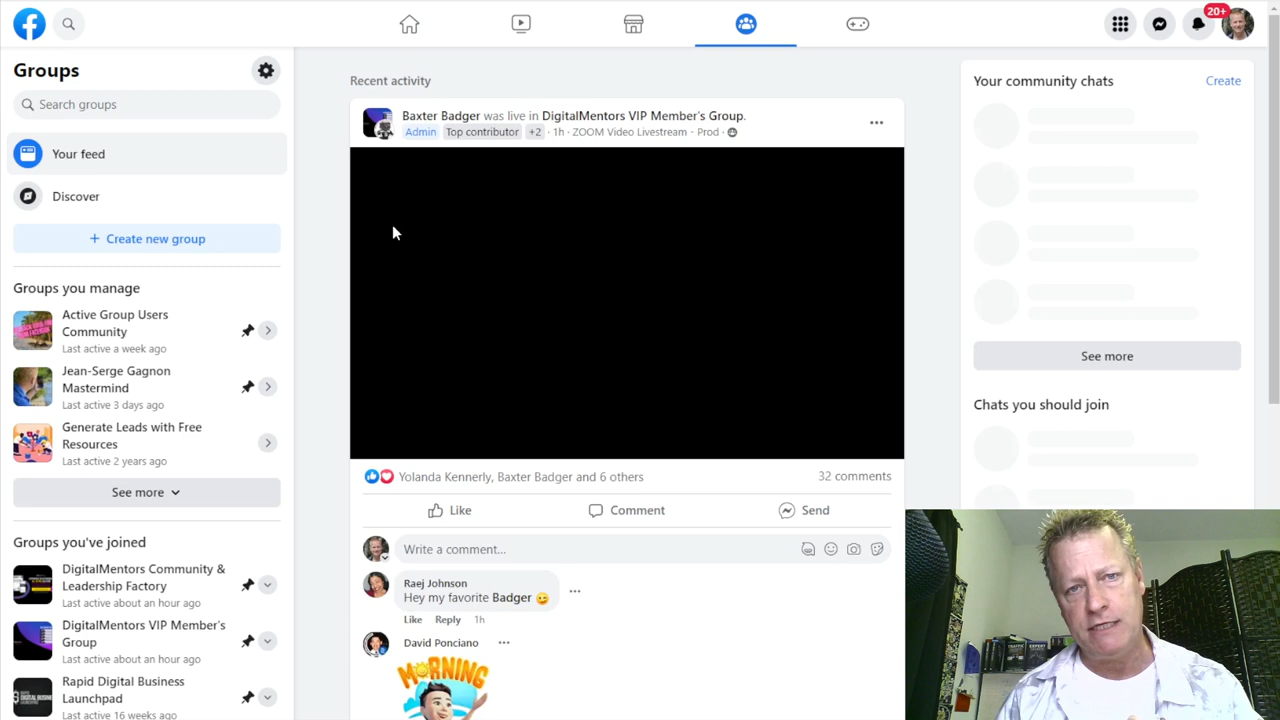 20+
Groups
Search groups
Your feed
Discover
+ Create new group
Groups you manage
Active Group Users
Community
Last active a week ago
Jean-Serge Gagnon
Mastermind
Last active 3 days ago
Generate Leads with Free
Resources
Last active 2 years ago
See more
Groups you've joined
DigitalMentors Community &
Leadership Factory
Last active about an hour ago
DigitalMentors VIP Member's
Group
Last active about an hour ago
Rapid Digital Business
Launchpad
Last active 16 weeks ago
Recent activity
Baxter Badger was live in DigitalMentors VIP Member's Group.
Admin Top contributor +2 · 1h · ZOOM Video Livestream - Prod ·
Yolanda Kennerly, Baxter Badger and 6 others
32 comments
Like
Comment
Send
Write a comment...
Raej Johnson
Hey my favorite Badger
Like Reply 1h
David Ponciano
MORNING
Your community chats
Create
See more
Chats you should join